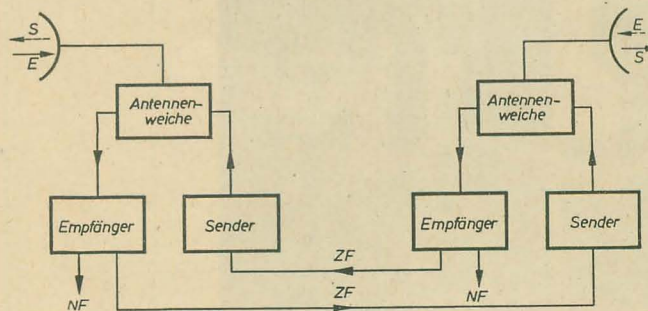 S
E
E
S
Antennen-
weiche
Antennen-
weiche
Empfänger
Sender
Empfänger
Sender
ZF
NF
ZF
NF